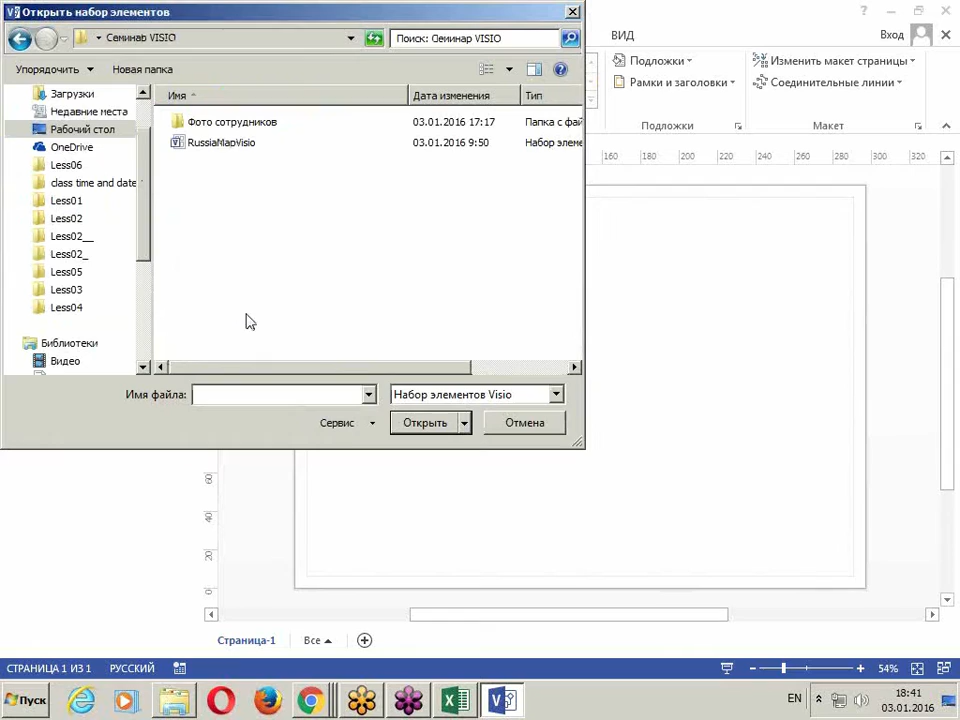 Открыть набор элементов
Семинар VISIO
Поиск: Семинар VISIO
Упорядочить
Новая папка
Загрузки
Недавние места
Рабочий стол
OneDrive
Less06
class time and date
Less01
Less02
Less02__
Less02_
Less05
Less03
Less04
Библиотеки
Видео
Имя
Дата изменения
Тип
Фото сотрудников
03.01.2016 17:17
Папка с фай
RussiaMapVisio
03.01.2016 9:50
Набор элеме
Имя файла:
Набор элементов Visio
Сервис
Открыть
Отмена
ВИД
Вход
Подложки
Изменить макет страницы
Рамки и заголовки
Соединительные линии
Подложки
Макет
160 180 200 220 240 260 280 300 320
60
40
20
0
Страница-1
Все
СТРАНИЦА 1 ИЗ 1
РУССКИЙ
54%
Пуск
EN
18:41
03.01.2016